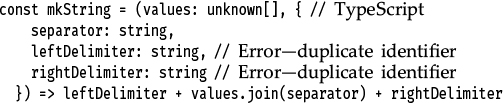 const mkString = (values: unknown[], { // TypeScript
separator: string,
leftDelimiter: string, // Error—duplicate identifier
rightDelimiter: string // Error—duplicate identifier
}) => leftDelimiter + values.join(separator) + rightDelimiter